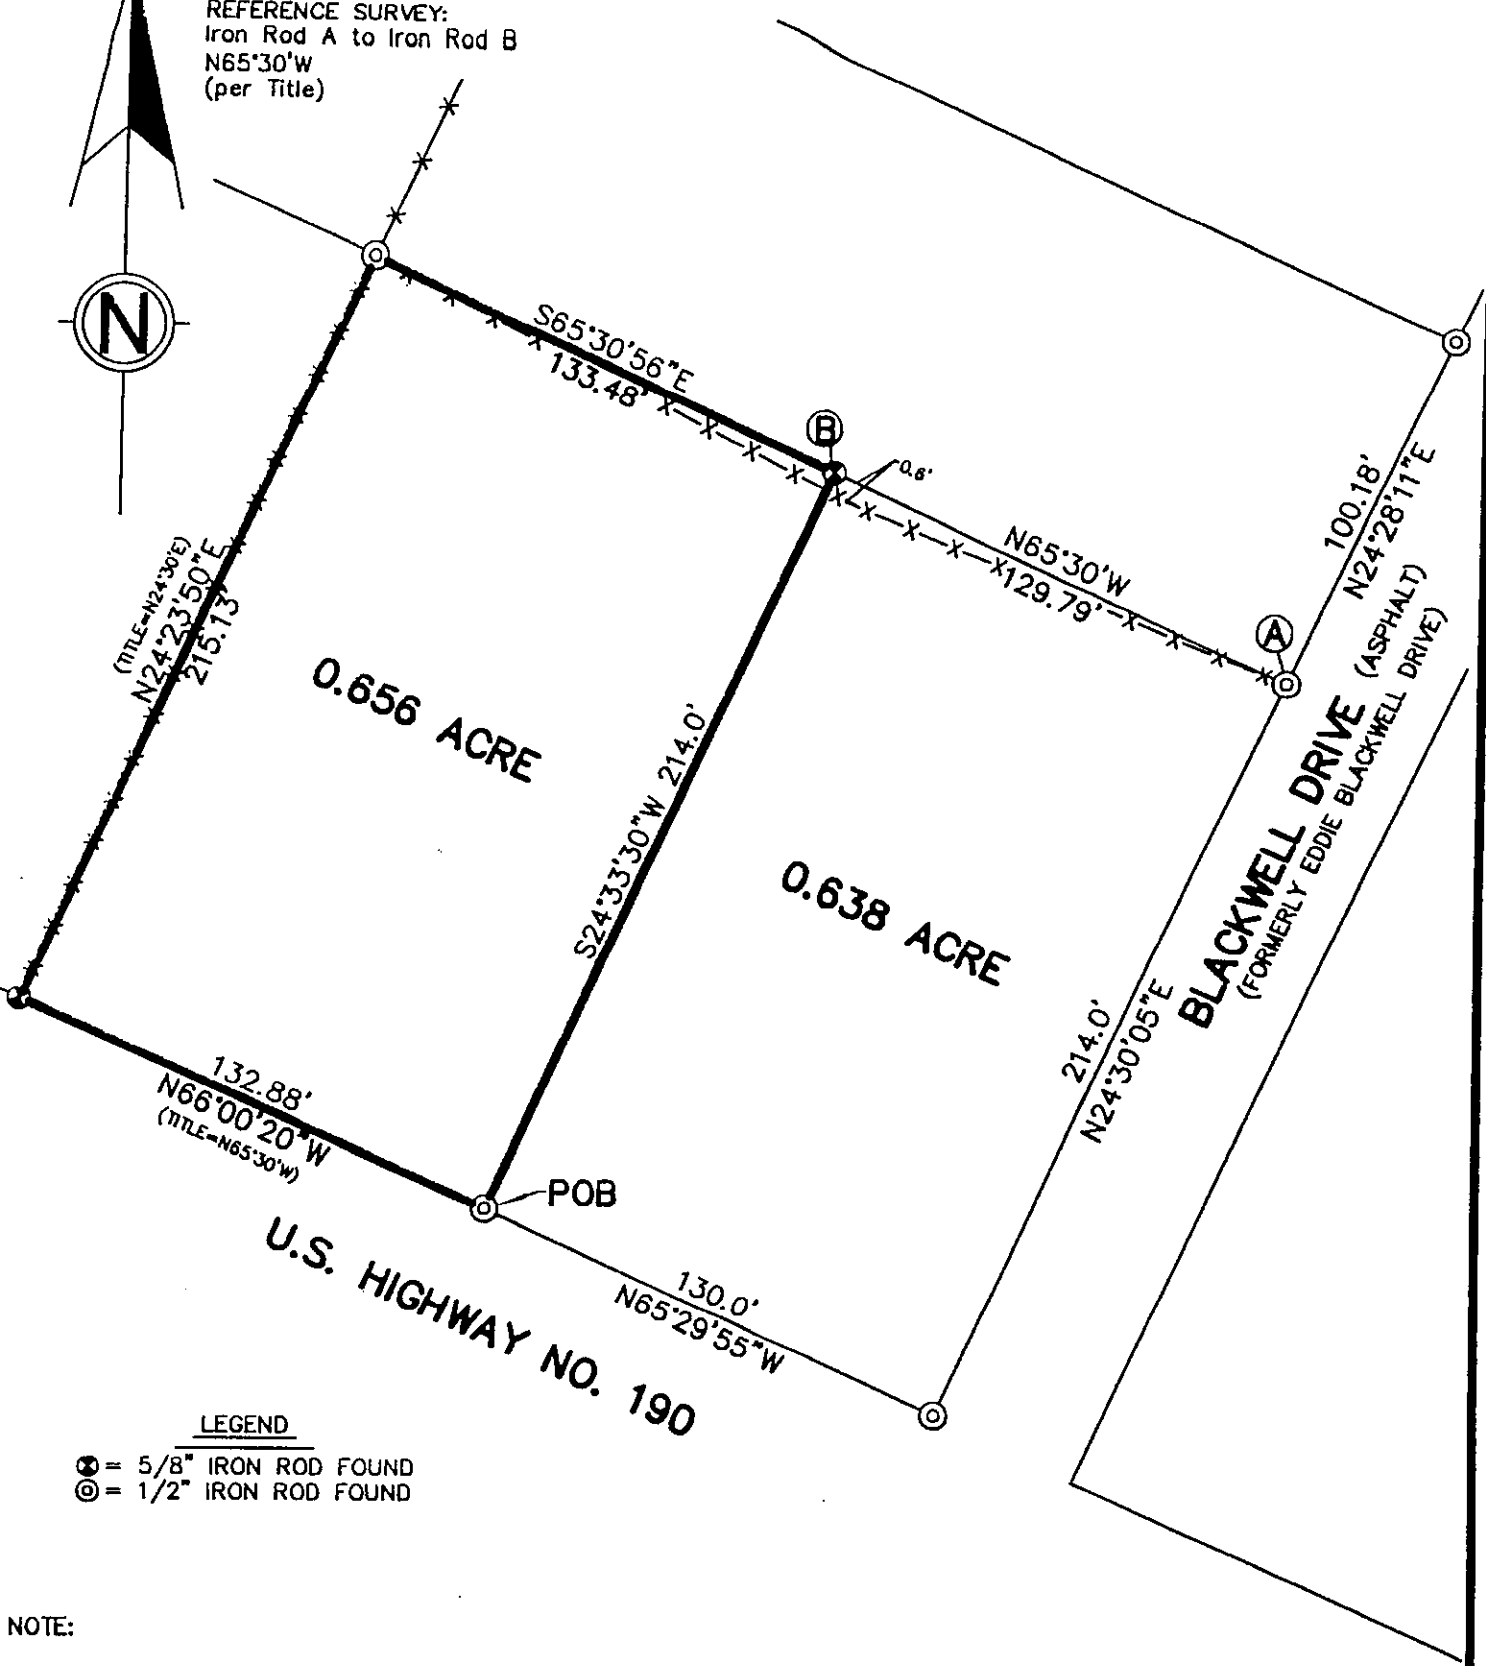 REFERENCE SURVEY:
Iron Rod A to Iron Rod B
N65°30'W
(per Title)
N
S65°30'56"E
133.48'
B
0.6'
N65°30'W
129.79'
A
100.18'
N24°28'11"E
(TITLE=N24°30'E)
N24°23'50"E
215.13'
0.656 ACRE
S24°33'30"W 214.0'
0.638 ACRE
BLACKWELL DRIVE (ASPHALT)
(FORMERLY EDDIE BLACKWELL DRIVE)
214.0'
N24°30'05"E
132.88'
N66°00'20"W
(TITLE=N65°30'W)
POB
130.0'
N65°29'55"W
U.S. HIGHWAY NO. 190
LEGEND
= 5/8" IRON ROD FOUND
= 1/2" IRON ROD FOUND
NOTE: